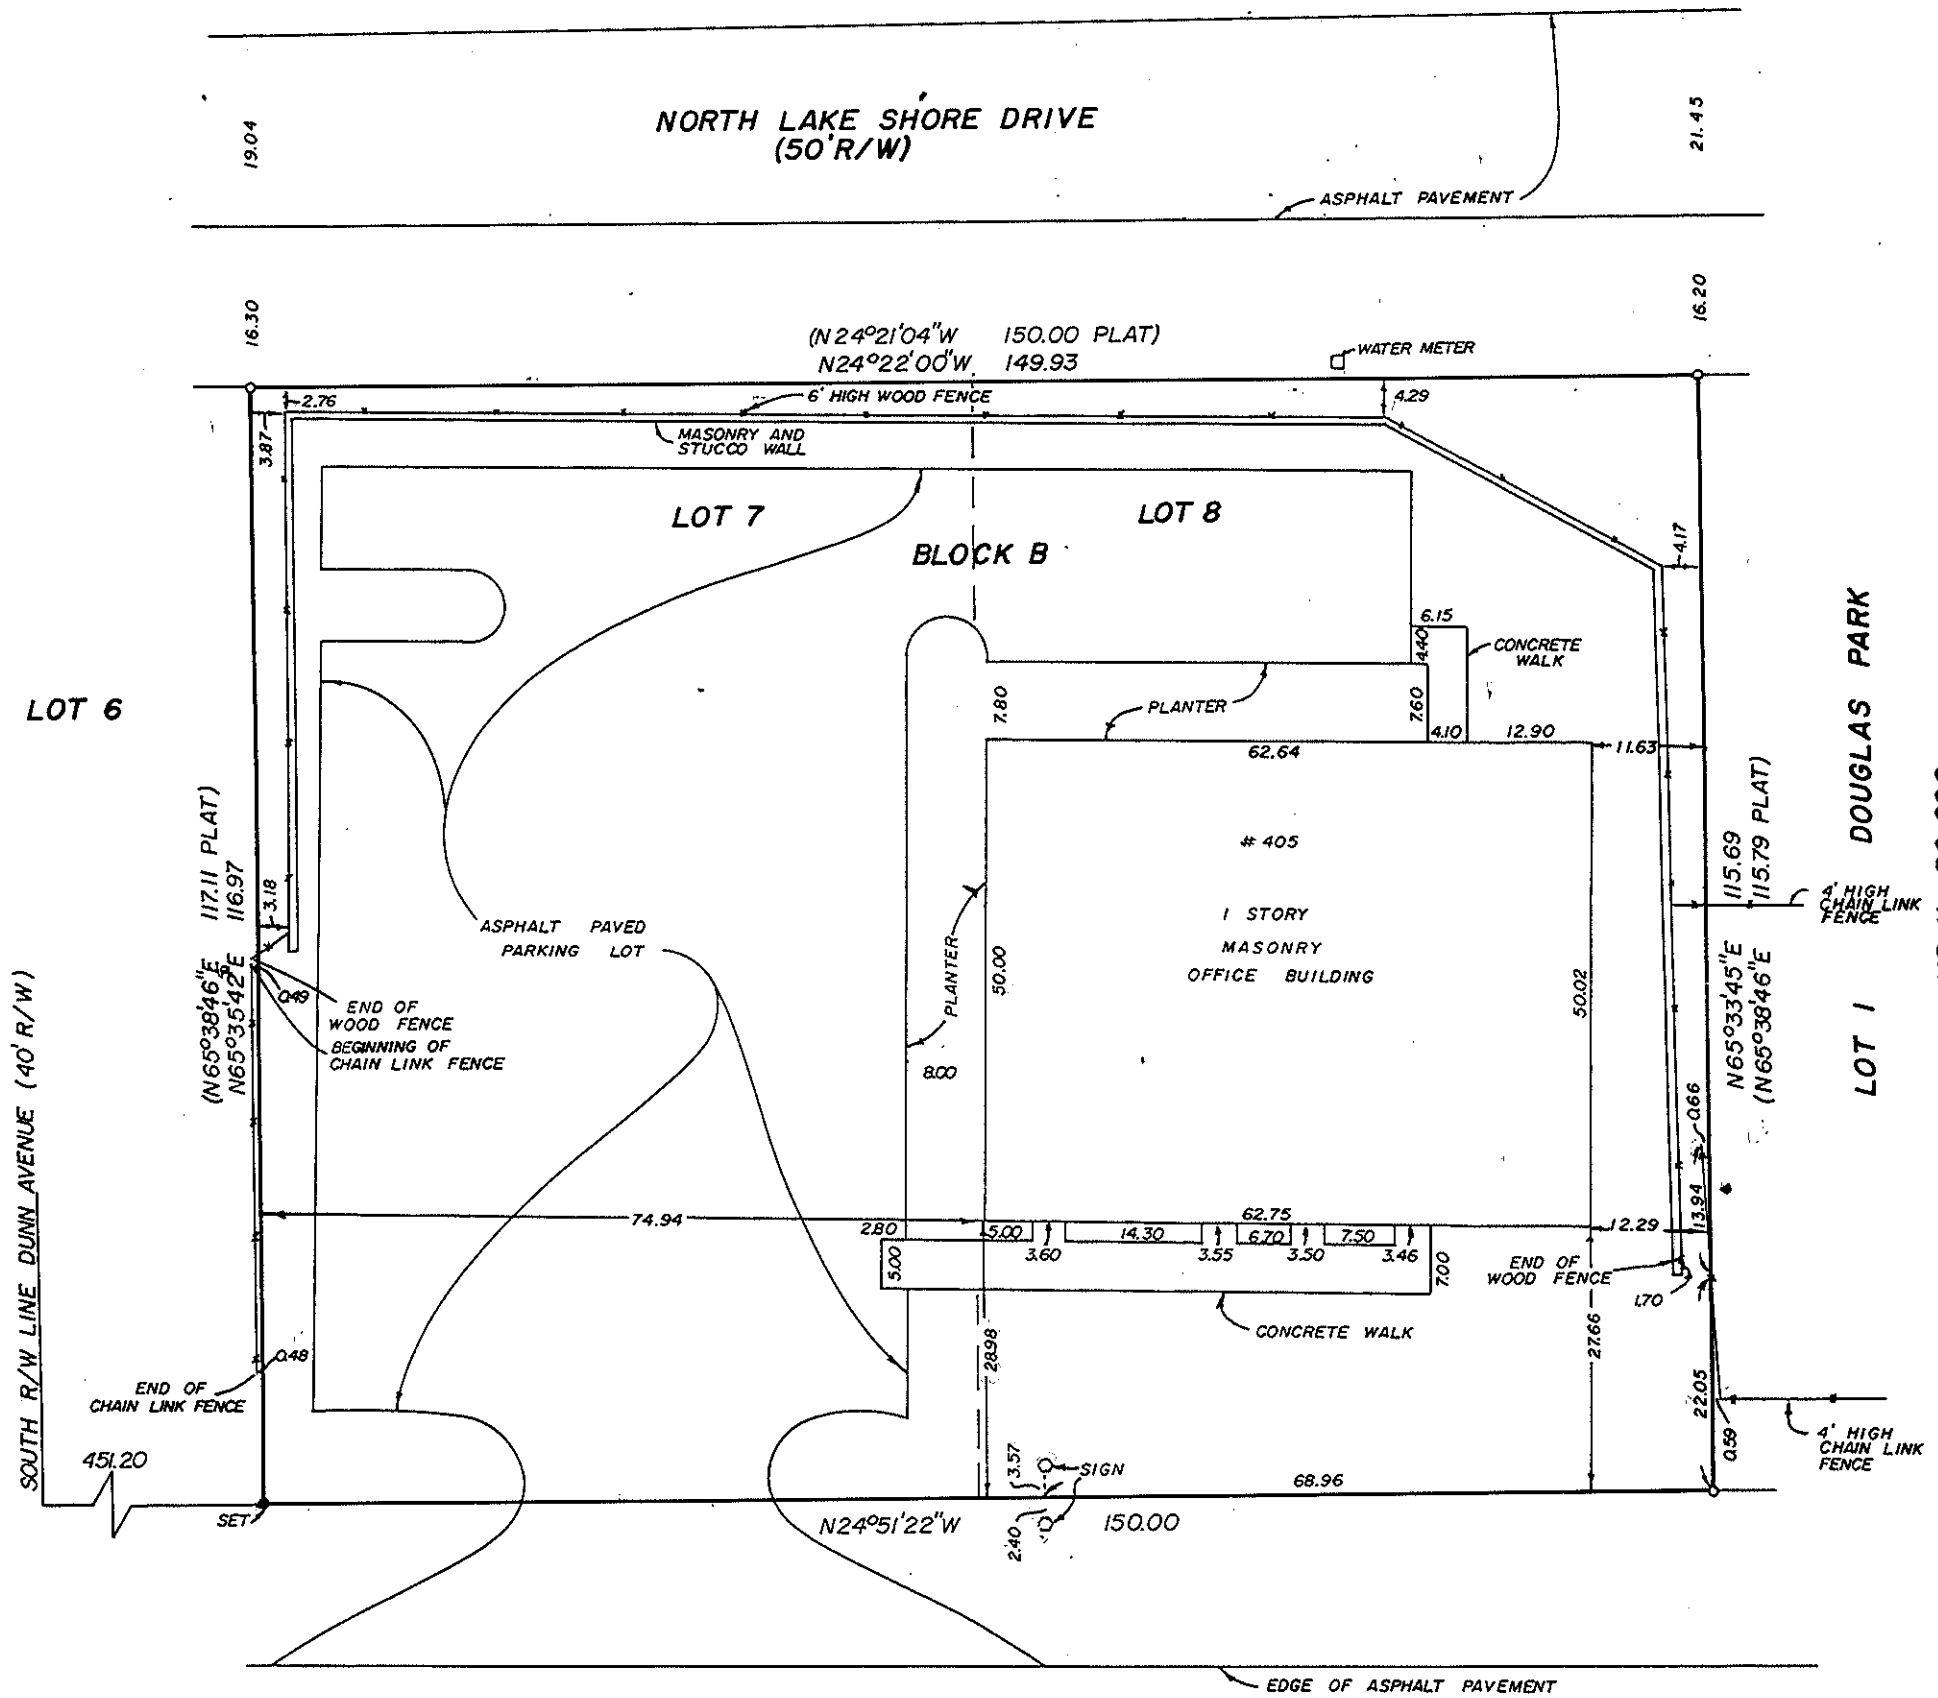 NORTH LAKE SHORE DRIVE
(50'R/W)
19.04
21.45
ASPHALT PAVEMENT
16.30
16.20
(N24°21'04"W 150.00 PLAT)
N24°22'00"W 149.93
WATER METER
2.76
6' HIGH WOOD FENCE
4.29
3.87
MASONRY AND
STUCCO WALL
LOT 7
LOT 8
BLOCK B
4.17
6.15
4.40
CONCRETE
WALK
LOT 6
7.80
PLANTER
7.60
4.10
12.90
11.63
62.64
LOT 1 DOUGLAS PARK
(N65°38'46"E 117.11 PLAT)
N65°35'42"E 116.97
3.18
# 405
1 STORY
MASONRY
OFFICE BUILDING
N65°33'45"E 115.69
(N65°38'46"E 115.79 PLAT)
4' HIGH
CHAIN LINK
FENCE
ASPHALT PAVED
PARKING LOT
PLANTER
50.00
50.02
0.49
END OF
WOOD FENCE
BEGINNING OF
CHAIN LINK FENCE
8.00
SOUTH R/W LINE DUNN AVENUE (40' R/W)
0.66
13.94
74.94
2.80
5.00
62.75
14.30
6.70
7.50
12.29
3.60
3.55
3.50
3.46
5.00
7.00
END OF
WOOD FENCE
1.70
CONCRETE WALK
28.98
27.66
0.48
END OF
CHAIN LINK FENCE
22.05
0.59
4' HIGH
CHAIN LINK
FENCE
451.20
3.57
SIGN
68.96
SET
N24°51'22"W 150.00
2.40
EDGE OF ASPHALT PAVEMENT